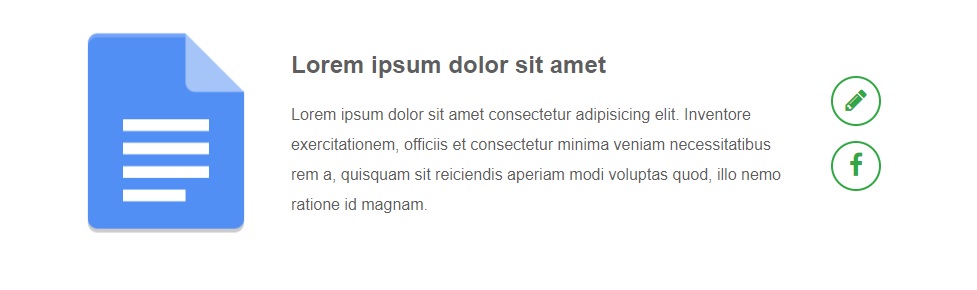 Lorem ipsum dolor sit amet
Lorem ipsum dolor sit amet consectetur adipisicing elit. Inventore
exercitationem, officiis et consectetur minima veniam necessitatibus
rem a, quisquam sit reiciendis aperiam modi voluptas quod, illo nemo
ratione id magnam.